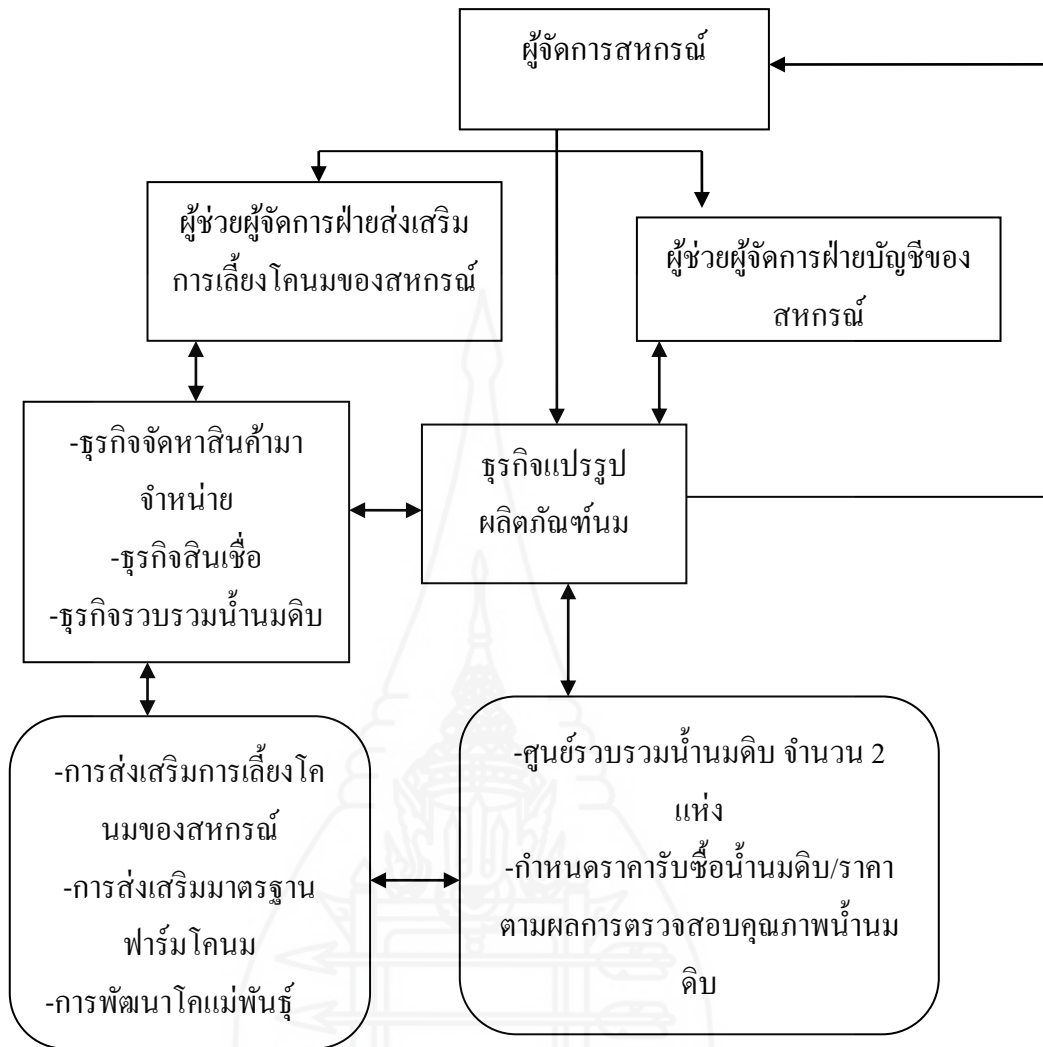 ผู้จัดการสหกรณ์
ผู้ช่วยผู้จัดการฝ่ายส่งเสริม
การเลี้ยงโคนมของสหกรณ์
ผู้ช่วยผู้จัดการฝ่ายบัญชีของ
สหกรณ์
-ธุรกิจจัดหาสินค้ามา
จำหน่าย
-ธุรกิจสินเชื่อ
-ธุรกิจรวบรวมน้ำนมดิบ
ธุรกิจแปรรูป
ผลิตภัณฑ์นม
-การส่งเสริมการเลี้ยงโค
นมของสหกรณ์
-การส่งเสริมมาตรฐาน
ฟาร์มโคนม
-การพัฒนาโคแม่พันธุ์
-ศูนย์รวบรวมน้ำนมดิบ จำนวน 2
แห่ง
-กำหนดราคารับซื้อน้ำนมดิบ/ราคา
ตามผลการตรวจสอบคุณภาพน้ำนม
ดิบ